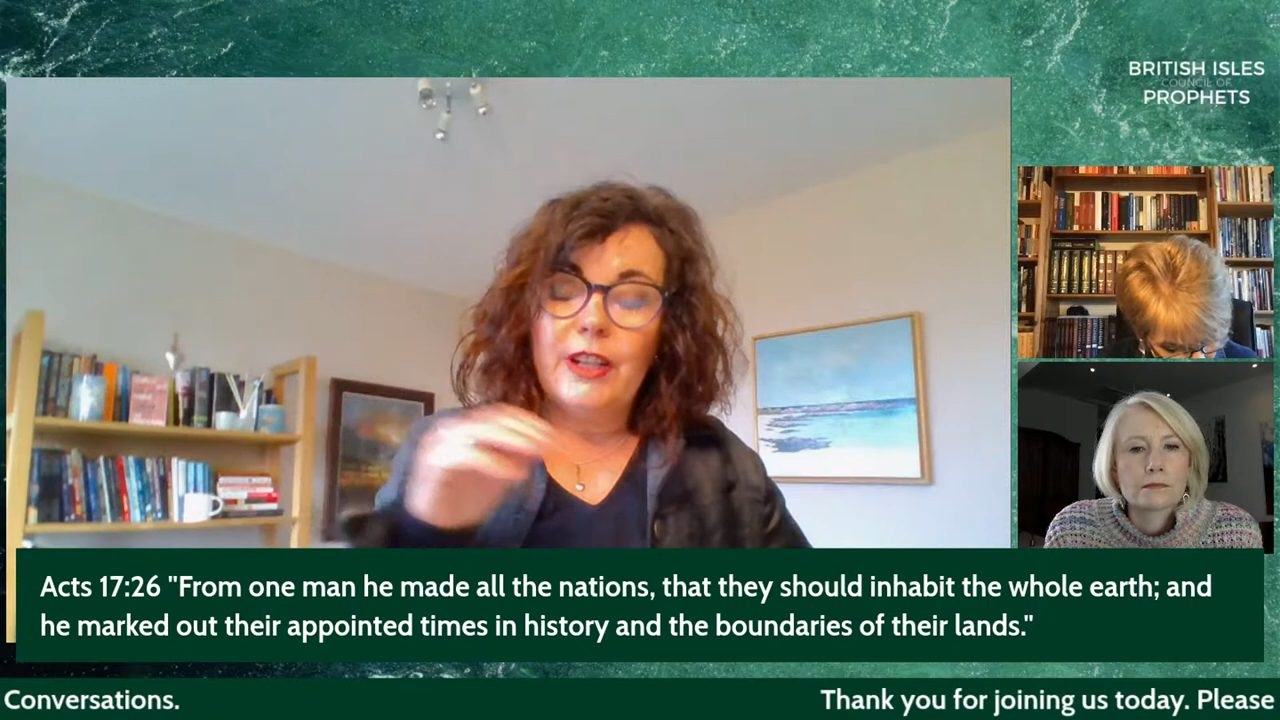 BRITISH ISLES
COUNCIL OF
PROPHETS
Acts 17:26 "From one man he made all the nations, that they should inhabit the whole earth; and
he marked out their appointed times in history and the boundaries of their lands."
Conversations.
Thank you for joining us today. Please